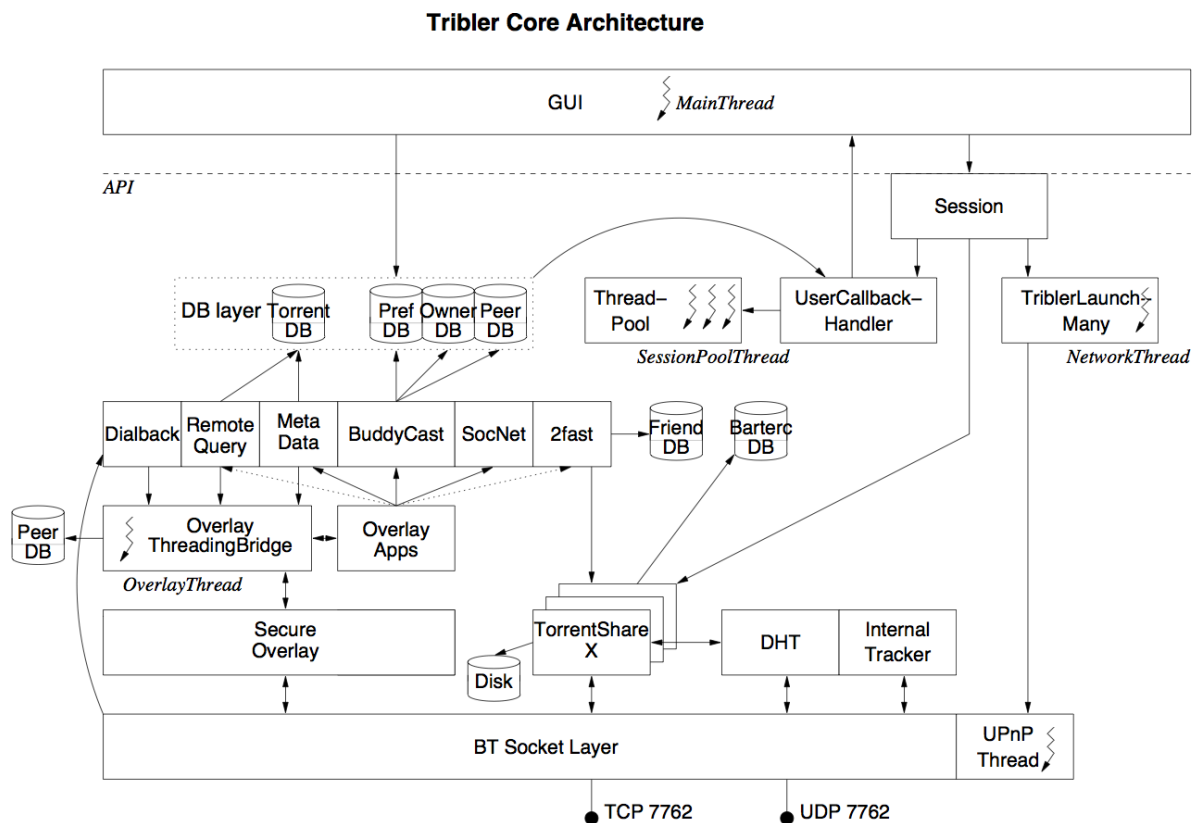 Tribler Core Architecture
GUI
MainThread
API
Session
DB layer
Torrent
DB
Pref
DB
Owner
DB
Peer
DB
Thread–
Pool
SessionPoolThread
UserCallback–
Handler
TriblerLaunch–
Many
NetworkThread
Dialback
Remote
Query
Meta
Data
BuddyCast
SocNet
2fast
Friend
DB
Barterc
DB
Peer
DB
Overlay
ThreadingBridge
OverlayThread
Overlay
Apps
Secure
Overlay
TorrentShare
X
Disk
DHT
Internal
Tracker
BT Socket Layer
UPnP
Thread
TCP 7762
UDP 7762